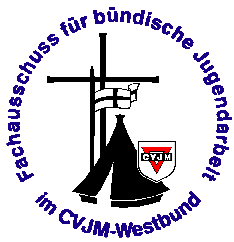 Fachausschuss für bündische Jugendarbeit
im CVJM-Westbund
CVJM